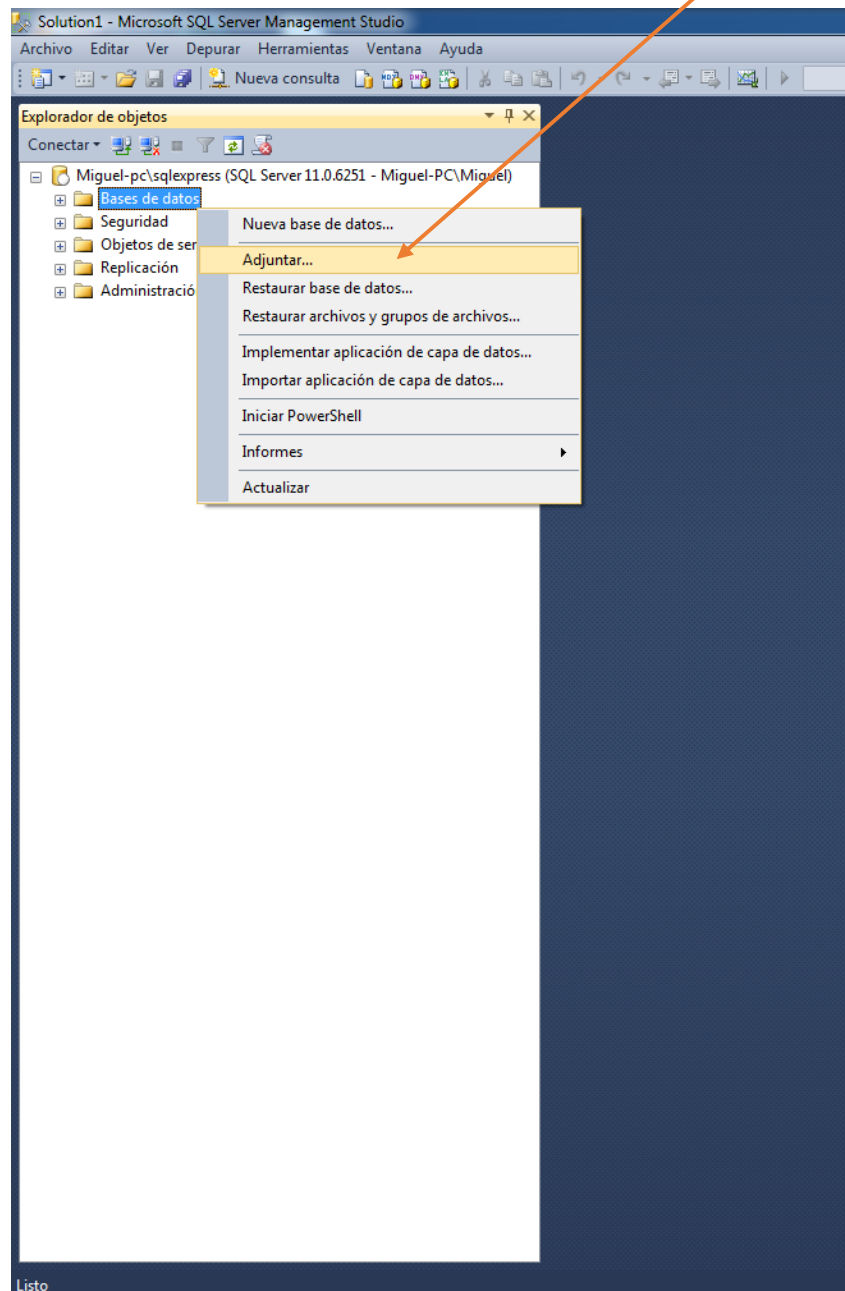 Solution1 - Microsoft SQL Server Management Studio
Archivo Editar Ver Depurar Herramientas Ventana Ayuda
Nueva consulta
Explorador de objetos
Conectar
Miguel-pc\sqlexpress (SQL Server 11.0.6251 - Miguel-PC\Miguel)
Bases de datos
Seguridad
Objetos de ser
Replicación
Administració
Nueva base de datos...
Adjuntar...
Restaurar base de datos...
Restaurar archivos y grupos de archivos...
Implementar aplicación de capa de datos...
Importar aplicación de capa de datos...
Iniciar PowerShell
Informes
Actualizar
Listo